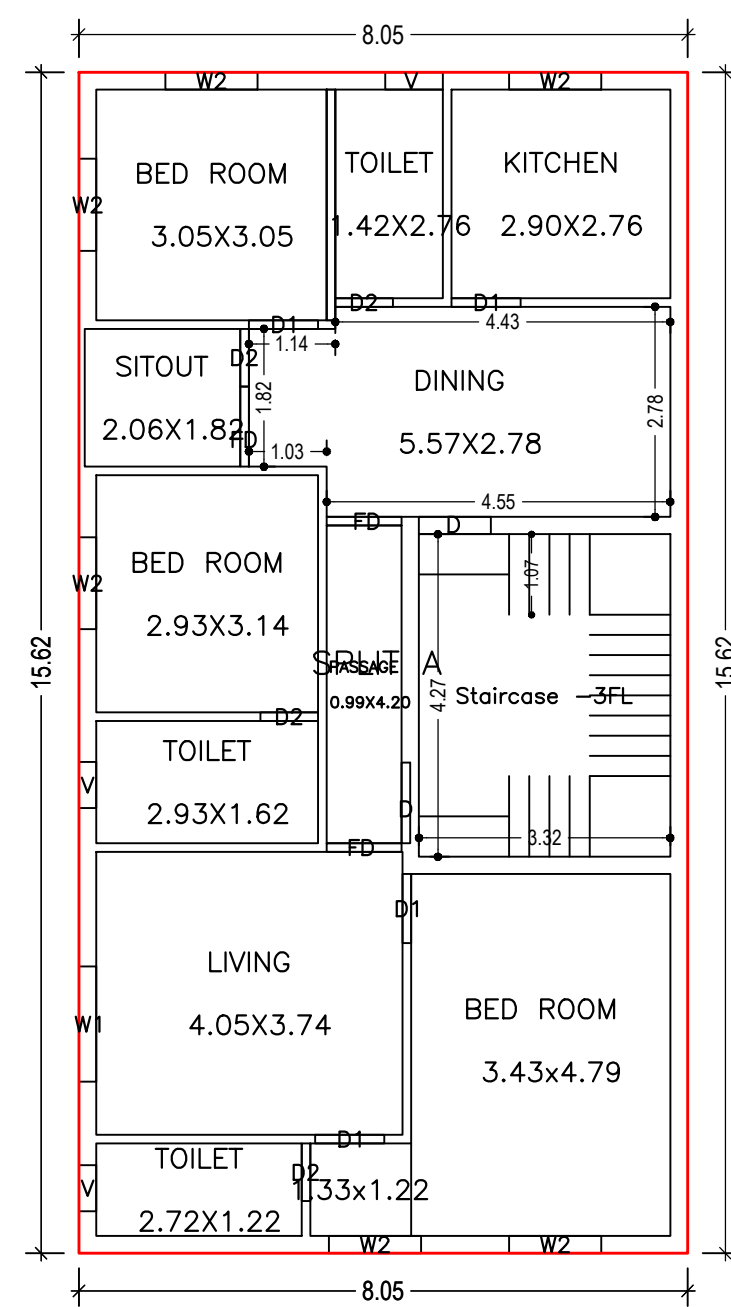 8.05
W2
V
W2
BED ROOM
3.05X3.05
TOILET
1.42X2.76
KITCHEN
2.90X2.76
W2
D2
D1
D1
4.43
1.14
SITOUT
2.06X1.82
D2
FD
1.82
1.03
DINING
5.57X2.78
2.78
4.55
FD
D
BED ROOM
2.93X3.14
W2
1.07
SPLIT A
PASSAGE
0.99X4.20
4.27
Staircase -3FL
15.62
15.62
D2
TOILET
2.93X1.62
V
D
3.32
FD
D1
LIVING
4.05X3.74
W1
BED ROOM
3.43x4.79
D1
TOILET
2.72X1.22
V
D2
1.33x1.22
W2
W2
8.05